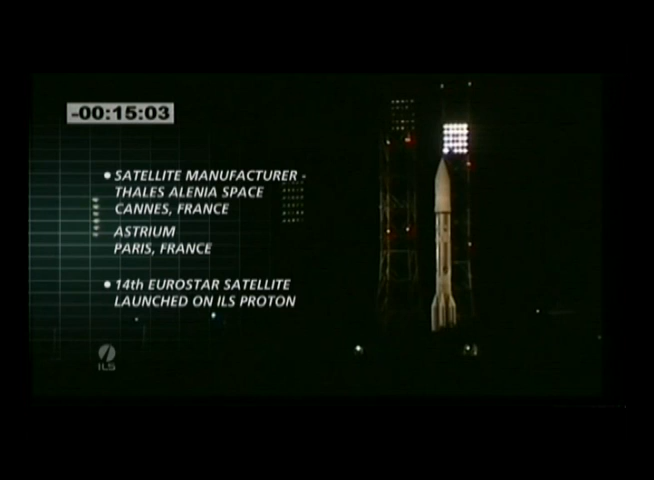 -00:15:03
• SATELLITE MANUFACTURER -
THALES ALENIA SPACE
CANNES, FRANCE
ASTRIUM
PARIS, FRANCE
• 14th EUROSTAR SATELLITE
LAUNCHED ON ILS PROTON
ILS